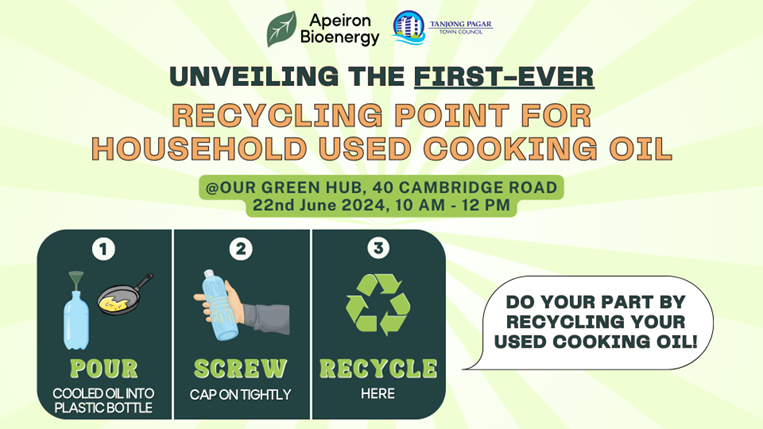 Apeiron
Bioenergy
TANJONG PAGAR
TOWN COUNCIL
UNVEILING THE FIRST-EVER
RECYCLING POINT FOR
HOUSEHOLD USED COOKING OIL
@OUR GREEN HUB, 40 CAMBRIDGE ROAD
22nd June 2024, 10 AM - 12 PM
1
POUR
COOLED OIL INTO
PLASTIC BOTTLE
2
SCREW
CAP ON TIGHTLY
3
RECYCLE
HERE
DO YOUR PART BY
RECYCLING YOUR
USED COOKING OIL!